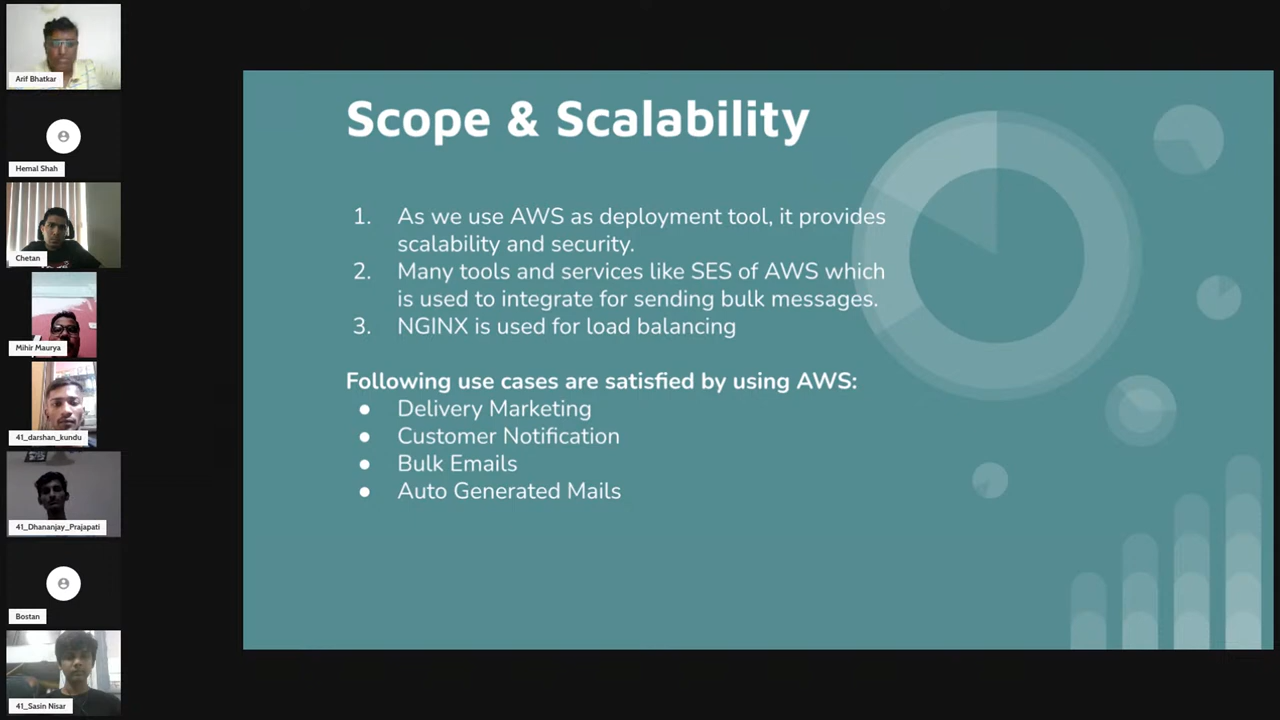 Arif Bhatkar
Hemal Shah
Chetan
Mihir Maurya
41_darshan_kundu
41_Dhananjay_Prajapati
Bostan
41_Sasin Nisar
Scope & Scalability
1. As we use AWS as deployment tool, it provides
scalability and security.
2. Many tools and services like SES of AWS which
is used to integrate for sending bulk messages.
3. NGINX is used for load balancing
Following use cases are satisfied by using AWS:
● Delivery Marketing
● Customer Notification
● Bulk Emails
● Auto Generated Mails